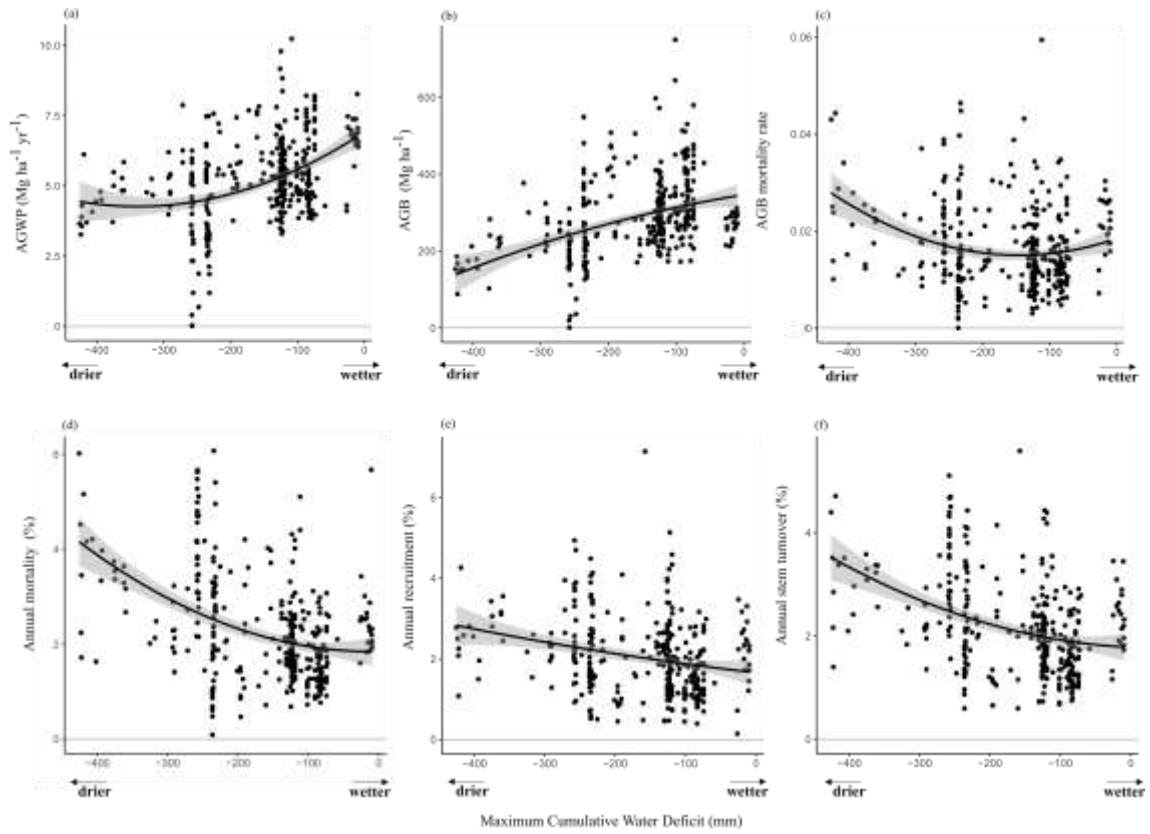 (a)
(b)
(c)
AGWP (Mg ha⁻¹ yr⁻¹)
10.0
7.5
5.0
2.5
.0
−400 −300 −200 −100 0
drier wetter
AGB (Mg ha⁻¹)
600
400
200
0
−400 −300 −200 −100 0
drier wetter
AGB mortality rate
0.06
0.04
0.02
0
−400 −300 −200 −100 0
drier wetter
(d)
(e)
(f)
Annual mortality (%)
6
4
2
0
−400 −300 −200 −100 0
drier wetter
Annual recruitment (%)
6
4
2
0
−400 −300 −200 −100 0
drier wetter
Annual stem turnover (%)
4
2
0
−400 −300 −200 −100 0
drier wetter
Maximum Cumulative Water Deficit (mm)